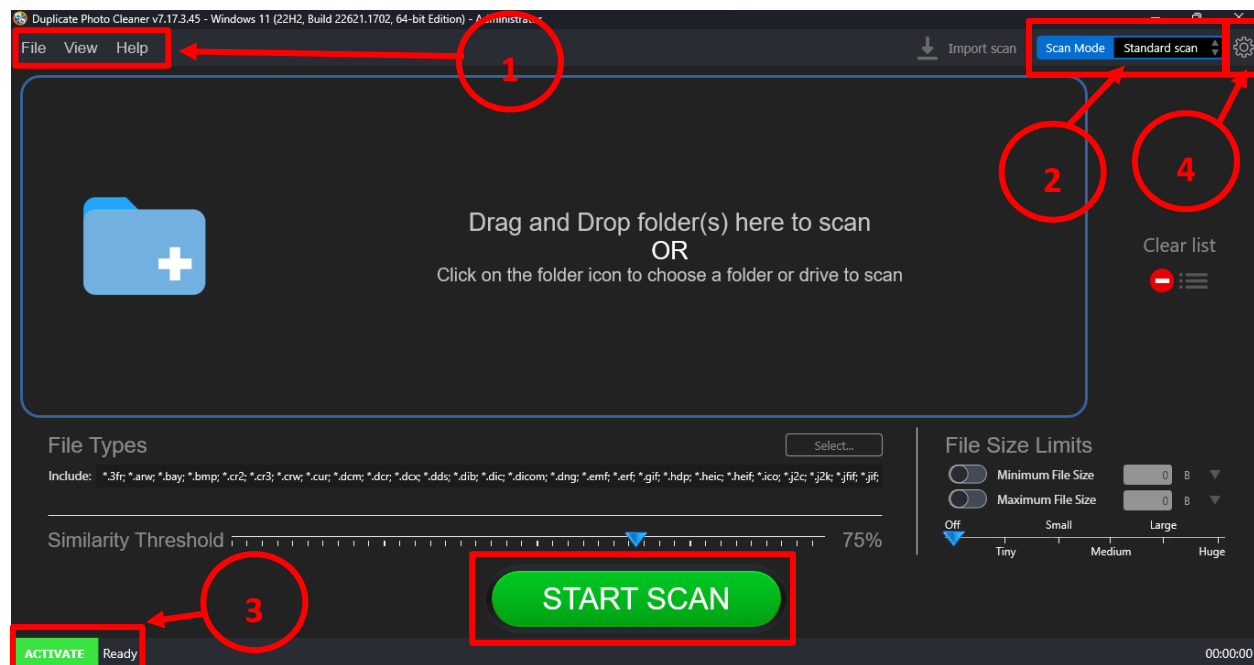 Duplicate Photo Cleaner v7.17.3.45 - Windows 11 (22H2, Build 22621.1702, 64-bit Edition) - Administrator
File View Help
Import scan
Scan Mode
Standard scan
1
2
4
Drag and Drop folder(s) here to scan
OR
Click on the folder icon to choose a folder or drive to scan
Clear list
File Types
Select...
Include: *.3fr; *.arw; *.bay; *.bmp; *.cr2; *.cr3; *.crw; *.cur; *.dcm; *.dcr; *.dcx; *.dds; *.dib; *.dic; *.dicom; *.dng; *.emf; *.erf; *.gif; *.hdp; *.heic; *.heif; *.ico; *.j2c; *.j2k; *.jfif; *.jif;
File Size Limits
Minimum File Size 0 B
Maximum File Size 0 B
Off Small Large
Tiny Medium Huge
Similarity Threshold 75%
START SCAN
3
ACTIVATE Ready
00:00:00